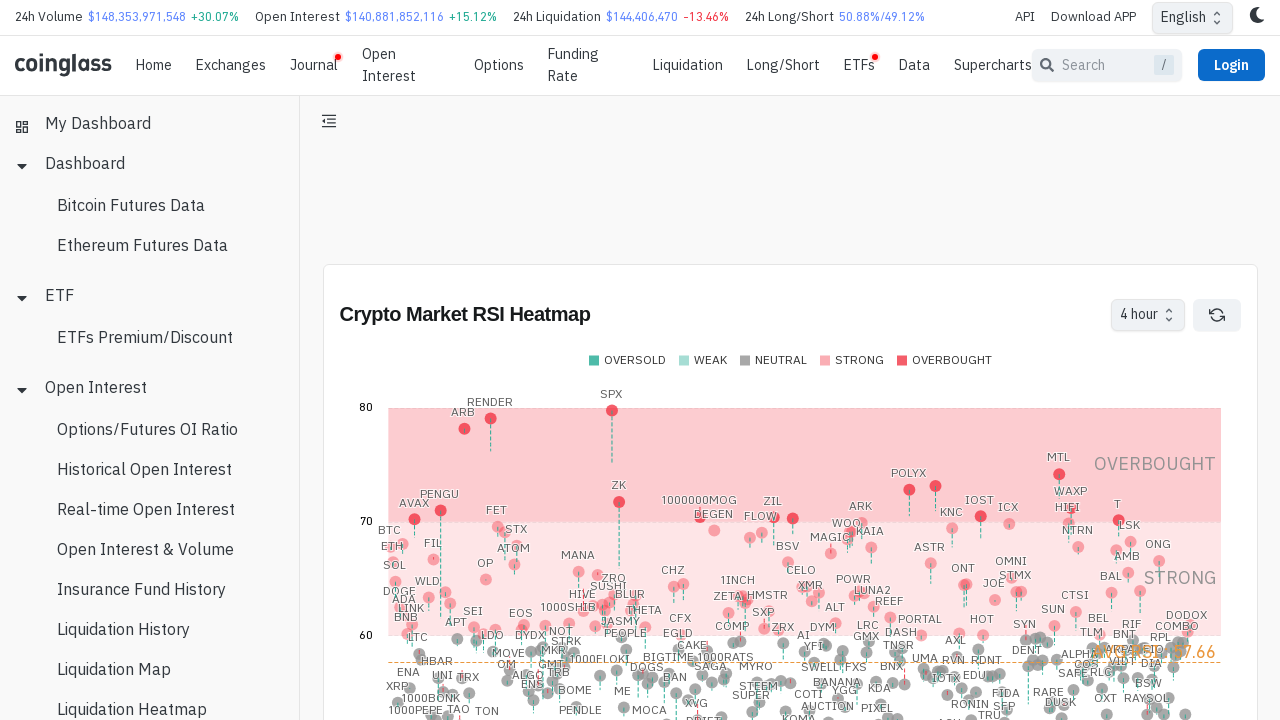 24h Volume $148,353,971,548 +30.07% Open Interest $140,881,852,116 +15.12% 24h Liquidation $144,406,470 -13.46% 24h Long/Short 50.88%/49.12% API Download APP English
coinglass Home Exchanges Journal Open Interest Options Funding Rate Liquidation Long/Short ETFs Data Supercharts Search / Login
My Dashboard
Dashboard
Bitcoin Futures Data
Ethereum Futures Data
ETF
ETFs Premium/Discount
Open Interest
Options/Futures OI Ratio
Historical Open Interest
Real-time Open Interest
Open Interest & Volume
Insurance Fund History
Liquidation History
Liquidation Map
Liquidation Heatmap
Crypto Market RSI Heatmap 4 hour
OVERSOLD WEAK NEUTRAL STRONG OVERBOUGHT
80
70
60
OVERBOUGHT
STRONG
SPX
RENDER
ARB
MTL
POLYX
ZK
WAXP
PENGU
AVAX
1000000MOG
ZIL
IOST
T
ARK
HIFI
ICX
FET
DEGEN
FLOW
KNC
BTC
STX
WOO
KAIA
NTRN
LSK
MAGIC
ETH
FIL
ATOM
BSV
ASTR
ONG
MANA
AMB
SOL
OP
CHZ
CELO
ONT
OMNI
STMX
BAL
WLD
ZRO
1INCH
POWR
JOE
DOGE
SUSHI
XMR
LUNA2
HIVE
BLUR
ZETA
HMSTR
CTSI
ADA
REEF
LINK
1000SHIB
THETA
SXP
ALT
SUN
BNB
SEI
EOS
CFX
PORTAL
HOT
BEL
DODOX
APT
JASMY
COMP
ZRX
DYM
LRC
SYN
RIF
COMBO
LTC
LDO
DYDX
NOT
PEOPLE
EGLD
AI
GMX
DASH
AXL
TLM
BNT
RPL
STRK
CAKE
YFI
TNSR
DENT
MOVE
MKR
1000FLOKI
BIGTIME
1000RATS
UMA
RVN
RDNT
ALPHA
HBAR
OM
GMT
DOGS
SAGA
MYRO
SWELL
FXS
BNX
COS
VIDT
DIA
ENA
UNI
TRX
ALGO
TRB
BAN
IOTX
EDU
SAFE
RLC
XRP
ENS
BOME
ME
STEEM
BANANA
YGG
KDA
FIDA
RARE
BSW
1000BONK
XVG
SUPER
COTI
RONIN
SFP
DUSK
OXT
RAYSOL
1000PEPE
TAO
TON
PENDLE
MOCA
AUCTION
PIXEL
TRU